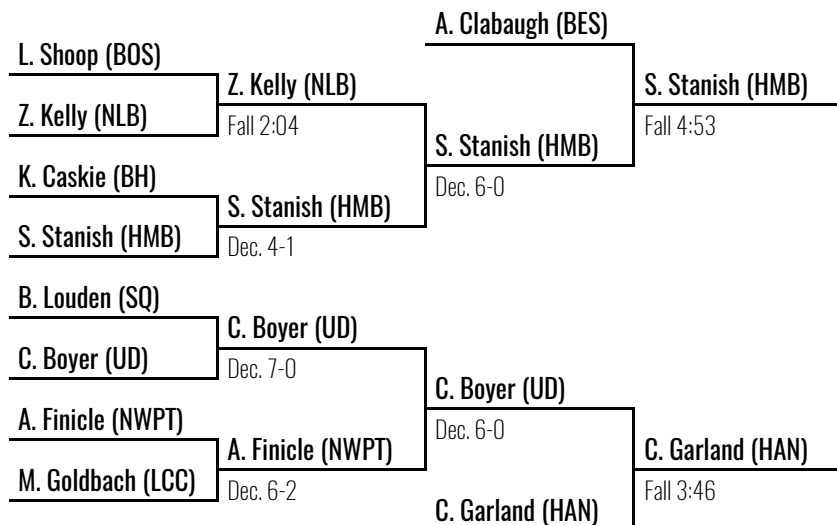 L. Shoop (BOS)
Z. Kelly (NLB)
K. Caskie (BH)
S. Stanish (HMB)
B. Louden (SQ)
C. Boyer (UD)
A. Finicle (NWPT)
M. Goldbach (LCC)
Z. Kelly (NLB)
Fall 2:04
S. Stanish (HMB)
Dec. 4-1
C. Boyer (UD)
Dec. 7-0
A. Finicle (NWPT)
Dec. 6-2
A. Clabaugh (BES)
S. Stanish (HMB)
Dec. 6-0
C. Boyer (UD)
Dec. 6-0
C. Garland (HAN)
S. Stanish (HMB)
Fall 4:53
C. Garland (HAN)
Fall 3:46